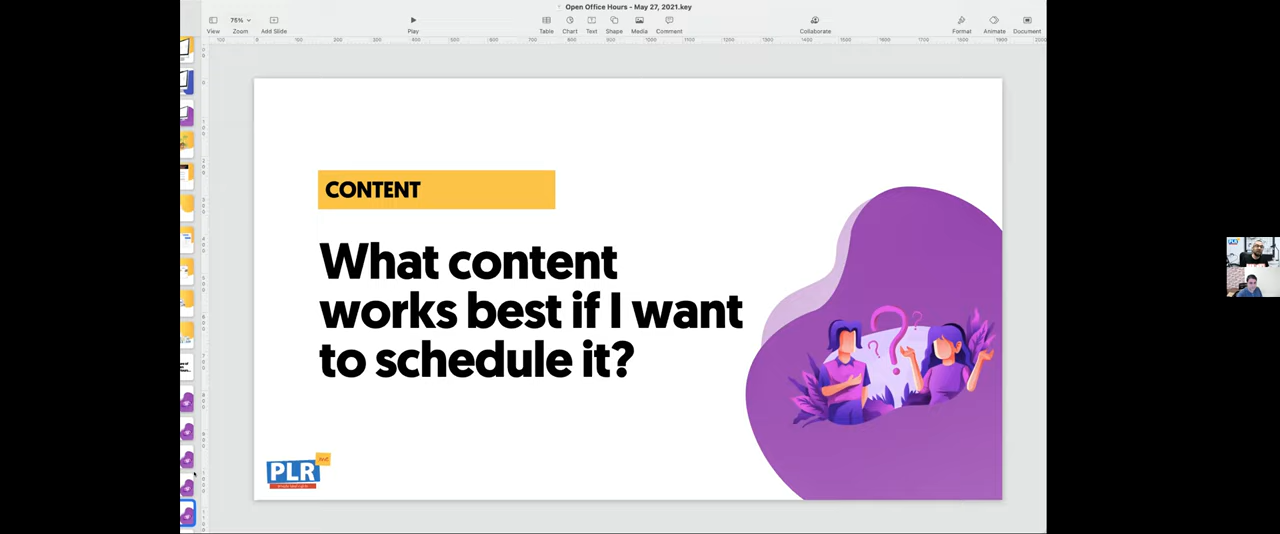 Open Office Hours - May 27, 2021.key
75%
View
Zoom
Add Slide
Play
Table
Chart
Text
Shape
Media
Comment
Collaborate
Format
Animate
Document
CONTENT
What content
works best if I want
to schedule it?
PLR